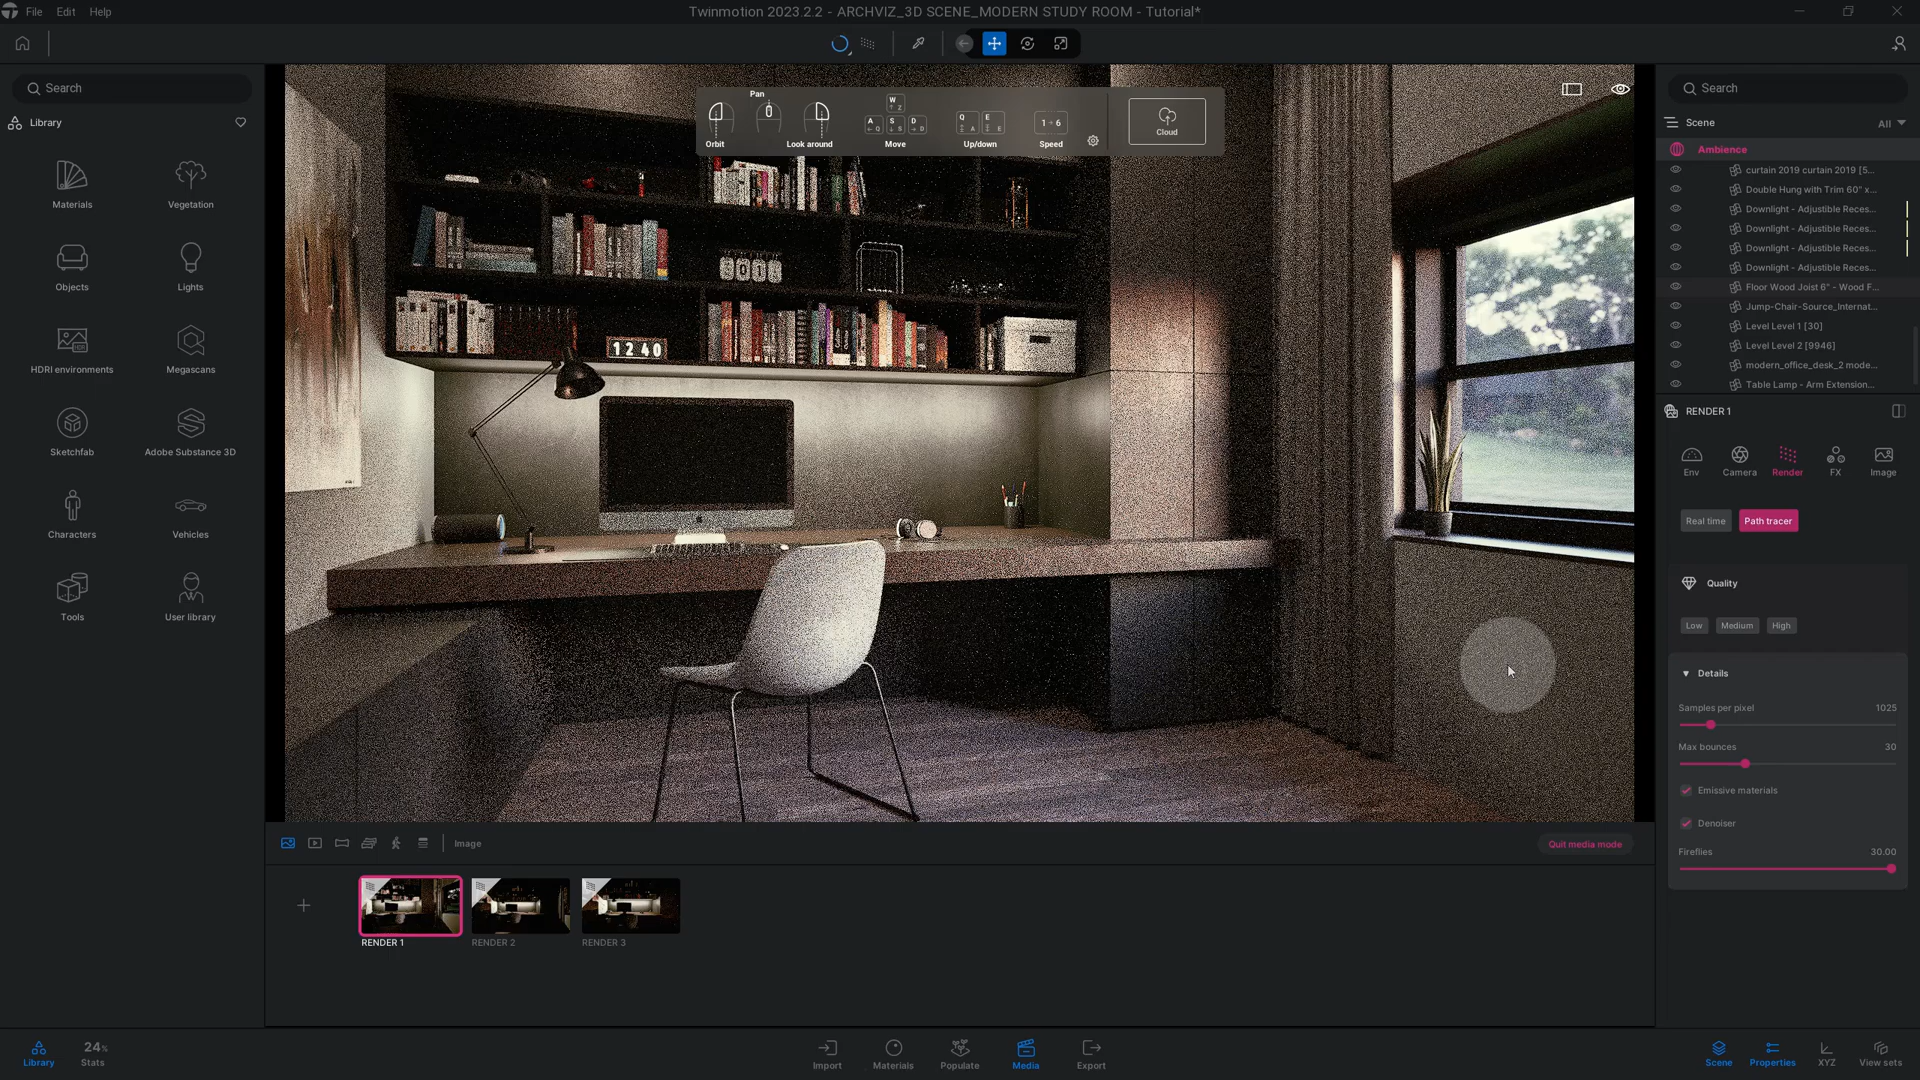 File Edit Help
Twinmotion 2023.2.2 - ARCHVIZ_3D SCENE_MODERN STUDY ROOM - Tutorial*
Search
Library
Materials
Vegetation
Objects
Lights
HDRI environments
Megascans
Sketchfab
Adobe Substance 3D
Characters
Vehicles
Tools
User library
Pan
Orbit
Look around
W
A S D
Move
Q E
Up/down
1 - 6
Speed
Cloud
12 40
Search
Scene
All
Ambience
curtain 2019 curtain 2019 [5...
Double Hung with Trim 60" x...
Downlight - Adjustible Reces...
Downlight - Adjustible Reces...
Downlight - Adjustible Reces...
Downlight - Adjustible Reces...
Floor Wood Joist 6" - Wood F...
Jump-Chair-Source_Internat...
Level Level 1 [30]
Level Level 2 [9946]
modern_office_desk_2 mode...
Table Lamp - Arm Extension...
RENDER 1
Env
Camera
Render
FX
Image
Real time
Path tracer
Quality
Low
Medium
High
Details
Samples per pixel 1025
Max bounces 30
Emissive materials
Denoiser
Fireflies 30.00
Image
Quit media mode
RENDER 1
RENDER 2
RENDER 3
Library
24%
Stats
Import
Materials
Populate
Media
Export
Scene
Properties
XYZ
View sets